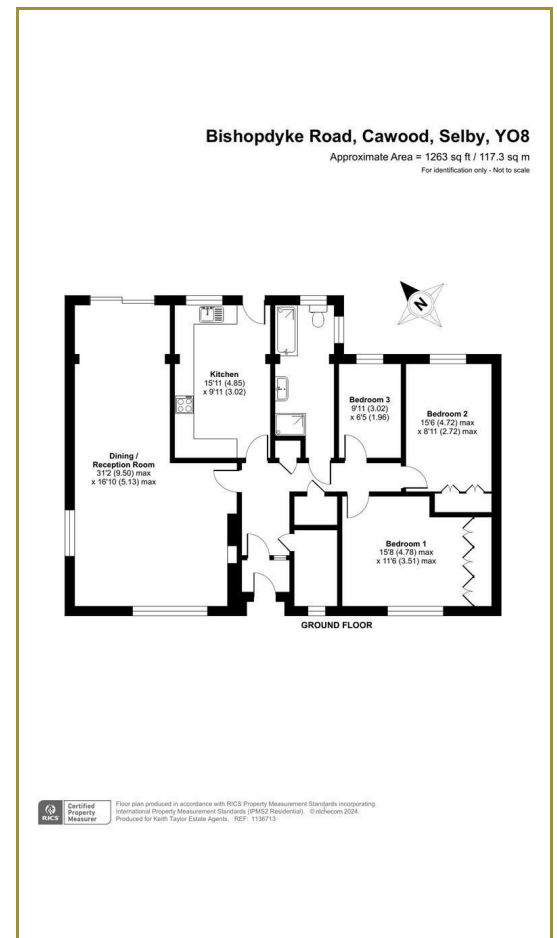 Bishopdyke Road, Cawood, Selby, YO8
Approximate Area = 1263 sq ft / 117.3 sq m
For identification only - Not to scale
N
Kitchen
15'11 (4.85)
x 9'11 (3.02)
Bedroom 3
9'11 (3.02)
x 6'5 (1.96)
Bedroom 2
15'6 (4.72) max
x 8'11 (2.72) max
Dining /
Reception Room
31'2 (9.50) max
x 16'10 (5.13) max
Bedroom 1
15'8 (4.78) max
x 11'6 (3.51) max
GROUND FLOOR
RICS
Certified
Property
Measurer
Floor plan produced in accordance with RICS Property Measurement Standards incorporating
International Property Measurement Standards (IPMS2 Residential). © nichecom 2024.
Produced for Keith Taylor Estate Agents. REF: 1136713